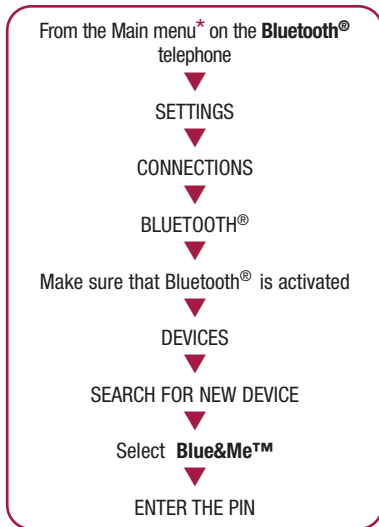 From the Main menu* on the Bluetooth®
telephone
SETTINGS
CONNECTIONS
BLUETOOTH®
Make sure that Bluetooth® is activated
DEVICES
SEARCH FOR NEW DEVICE
Select Blue&Me™
ENTER THE PIN